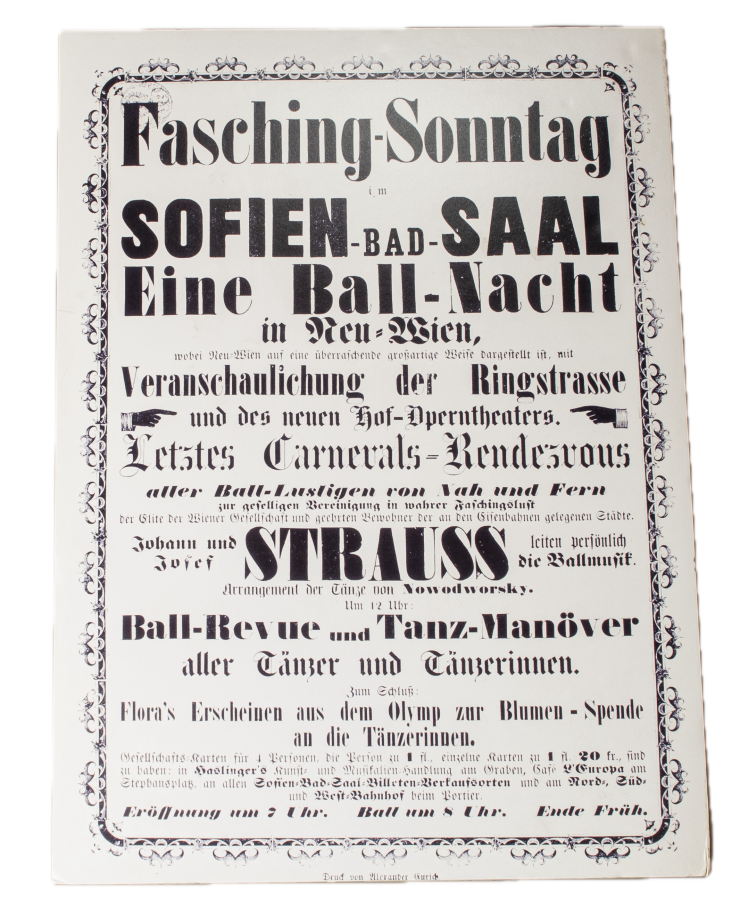 Fasching-Sonntag
im
SOFIEN-BAD-SAAL
Eine Ball-Nacht
in Neu-Wien,
wobei Neu-Wien auf eine überraschende großartige Weise dargestellt ist, mit
Veranschaulichung der Ringstrasse
und des neuen Hof-Operntheaters.
Letztes Carnevals-Rendezvous
aller Ball-Lustigen von Nah und Fern
zur geselligen Vereinigung in wahrer Faschingslust
der Elite der Wiener Gesellschaft und geehrten Bewohner der an den Eisenbahnen gelegenen Städte.
Johann und Josef STRAUSS leiten persönlich die Ballmusik.
Arrangement der Tänze von Nowodworsky.
Um 12 Uhr:
Ball-Revue und Tanz-Manöver
aller Tänzer und Tänzerinnen.
Zum Schluß:
Flora's Erscheinen aus dem Olymp zur Blumen-Spende
an die Tänzerinnen.
Gesellschafts-Karten für 4 Personen, die Person zu 1 fl., einzelne Karten zu 1 fl. 20 kr., sind
zu haben: in Haslinger's Kunst- und Musikalien-Handlung am Graben, Café L'Europa am
Stephansplatz, an allen Sofien-Bad-Saal-Billeten-Verkaufsorten und am Nord-, Süd-
und West-Bahnhof beim Portier.
Eröffnung um 7 Uhr. Ball um 8 Uhr. Ende Früh.
Druck von Alexander Eurich